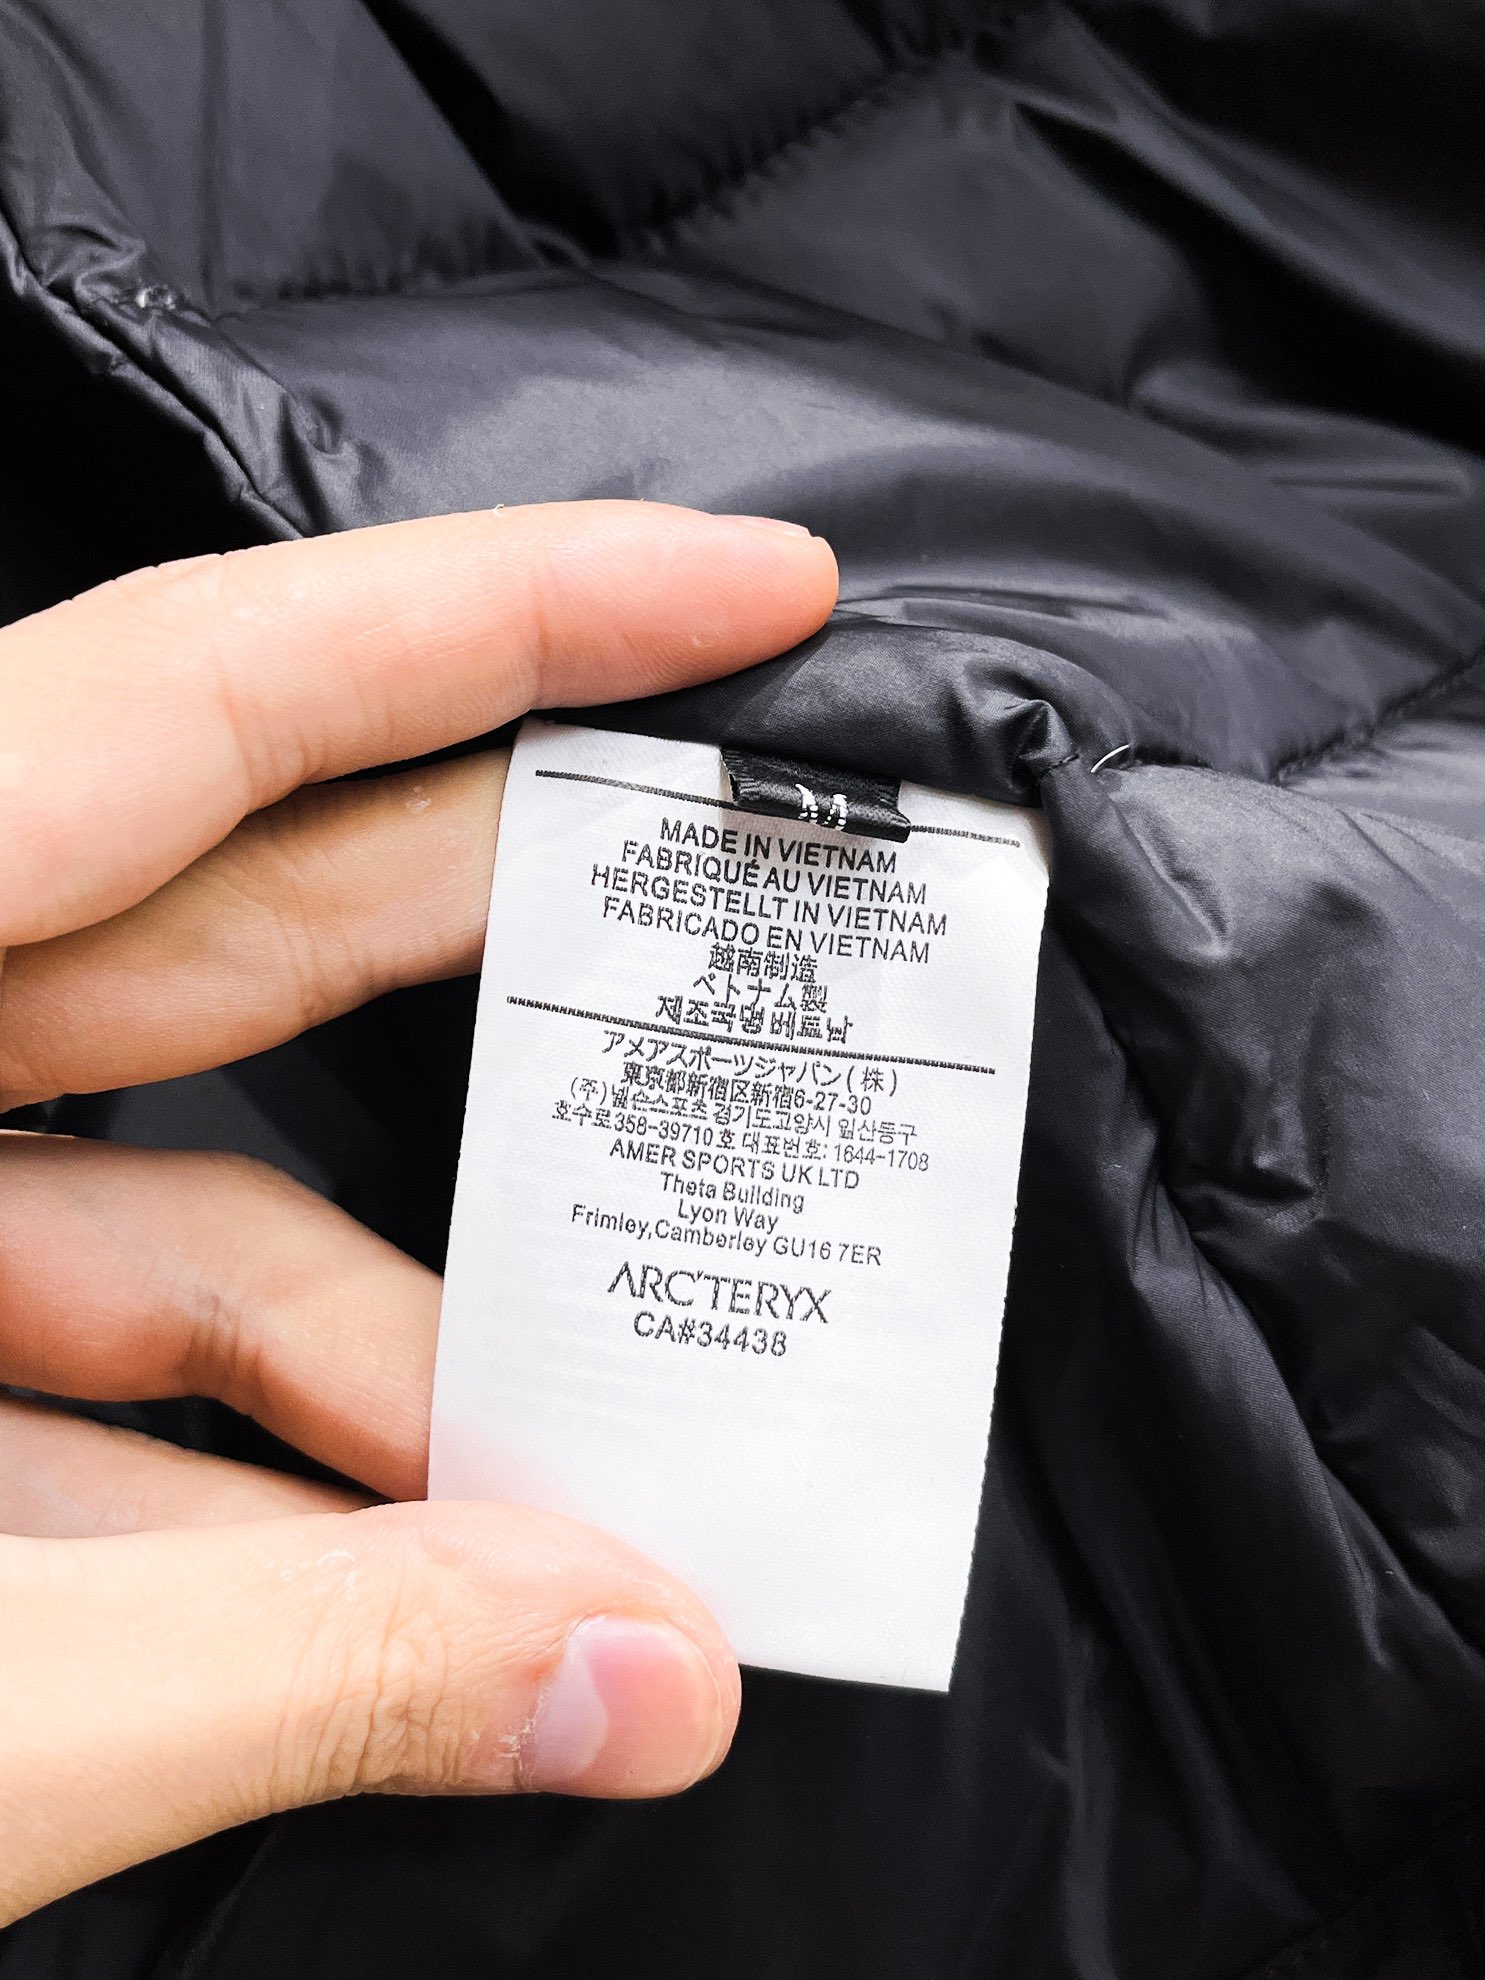 M
MADE IN VIETNAM
FABRIQUÉ AU VIETNAM
HERGESTELLT IN VIETNAM
FABRICADO EN VIETNAM
越南制造
ベトナム製
제조국명 베트남
アメアスポーツジャパン(株)
東京都新宿区新宿6-27-30
(주)넬슨스포츠 경기도고양시 일산동구
호수로358-39710호 대표번호: 1644-1708
AMER SPORTS UK LTD
Theta Building
Lyon Way
Frimley,Camberley GU16 7ER
ARC'TERYX
CA#34438